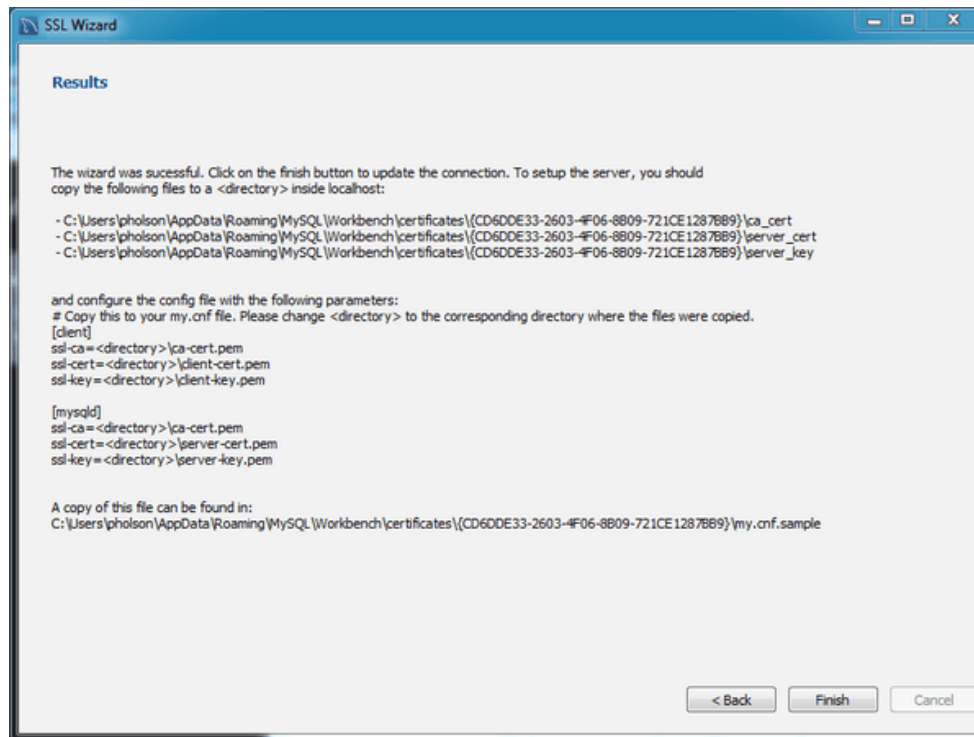 SSL Wizard
Results
The wizard was sucessful. Click on the finish button to update the connection. To setup the server, you should
copy the following files to a <directory> inside localhost:
- C:\Users\pholson\AppData\Roaming\MySQL\Workbench\certificates\{CD6DDE33-2603-4F06-8B09-721CE1287BB9}\ca_cert
- C:\Users\pholson\AppData\Roaming\MySQL\Workbench\certificates\{CD6DDE33-2603-4F06-8B09-721CE1287BB9}\server_cert
- C:\Users\pholson\AppData\Roaming\MySQL\Workbench\certificates\{CD6DDE33-2603-4F06-8B09-721CE1287BB9}\server_key
and configure the config file with the following parameters:
# Copy this to your my.cnf file. Please change <directory> to the corresponding directory where the files were copied.
[client]
ssl-ca=<directory>\ca-cert.pem
ssl-cert=<directory>\client-cert.pem
ssl-key=<directory>\client-key.pem
[mysqld]
ssl-ca=<directory>\ca-cert.pem
ssl-cert=<directory>\server-cert.pem
ssl-key=<directory>\server-key.pem
A copy of this file can be found in:
C:\Users\pholson\AppData\Roaming\MySQL\Workbench\certificates\{CD6DDE33-2603-4F06-8B09-721CE1287BB9}\my.cnf.sample
< Back Finish Cancel